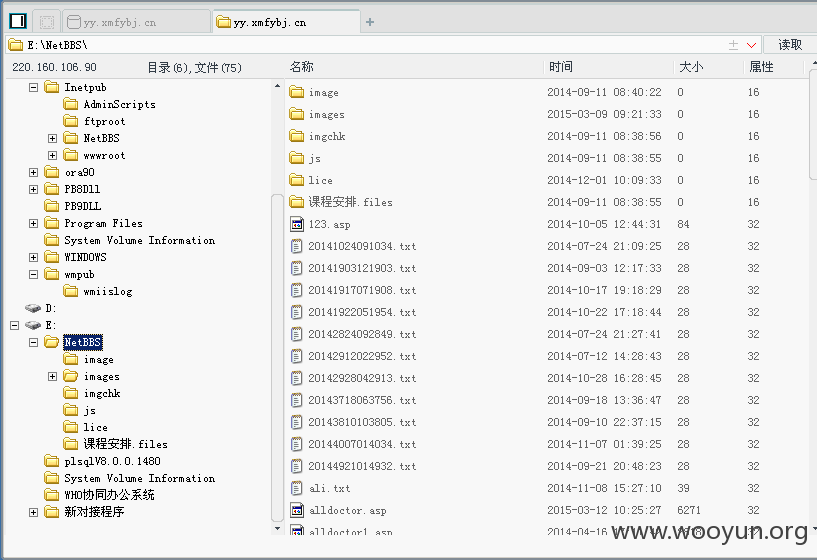 yy.xmfybj.cn yy.xmfybj.cn +
E:\NetBBS\ 读取
220.160.106.90 目录(6),文件(75) 名称 时间 大小 属性
Inetpub
AdminScripts
ftproot
NetBBS
wwwroot
ora90
PB8Dll
PB9DLL
Program Files
System Volume Information
WINDOWS
wmpub
wmiislog
D:
E:
NetBBS
image
images
imgchk
js
lice
课程安排.files
plsqlV8.0.0.1480
System Volume Information
WHO协同办公系统
新对接程序
image 2014-09-11 08:40:22 0 16
images 2015-03-09 09:21:33 0 16
imgchk 2014-09-11 08:38:56 0 16
js 2014-09-11 08:38:55 0 16
lice 2014-12-01 10:09:33 0 16
课程安排.files 2014-09-11 08:38:55 0 16
123.asp 2014-10-05 12:44:31 84 32
20141024091034.txt 2014-07-24 21:09:25 28 32
20141903121903.txt 2014-09-03 12:17:33 28 32
20141917071908.txt 2014-10-17 19:18:29 28 32
20141922051954.txt 2014-10-22 17:18:44 28 32
20142824092849.txt 2014-07-24 21:27:41 28 32
20142912022952.txt 2014-07-12 14:28:43 28 32
20142928042913.txt 2014-10-28 16:28:45 28 32
20143718063756.txt 2014-09-18 13:36:47 28 32
20143810103805.txt 2014-09-10 22:37:15 28 32
20144007014034.txt 2014-11-07 01:39:25 28 32
20144921014932.txt 2014-09-21 20:48:23 28 32
ali.txt 2014-11-08 15:27:10 39 32
alldoctor.asp 2015-03-12 10:25:27 6271 32
alldoctor1.asp 2014-04-16
www.wooyun.org